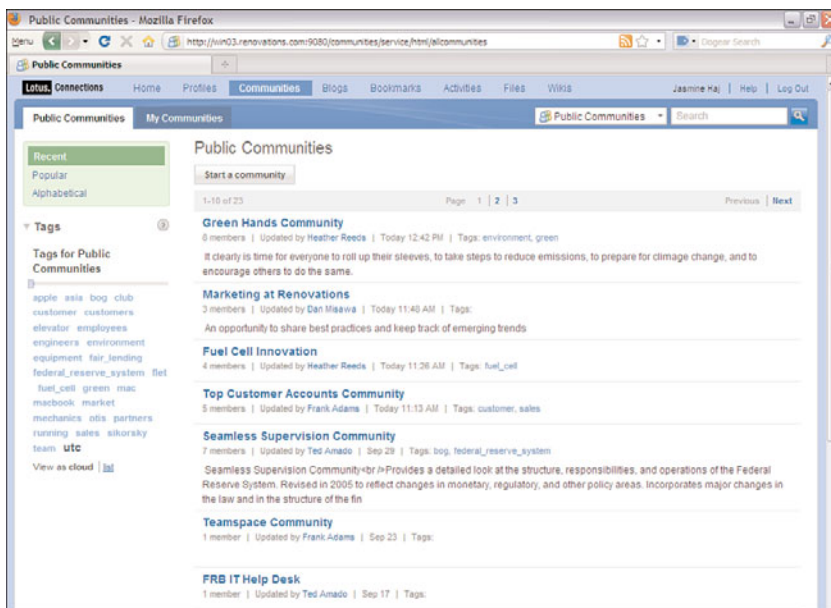 Public Communities - Mozilla Firefox
Menu
http://win03.renovations.com:9080/communities/service/html/allcommunities
Dogear Search
Public Communities
Lotus. Connections Home Profiles Communities Blogs Bookmarks Activities Files Wikis Jasmine Haj | Help | Log Out
Public Communities My Communities Public Communities Search
Recent
Popular
Alphabetical
Tags
Tags for Public
Communities
apple asia bog club
customer customers
elevator employees
engineers environment
equipment fair_lending
federal_reserve_system flet
fuel_cell green mac
macbook market
mechanics otis partners
running sales sikorsky
team utc
View as cloud | list
Public Communities
Start a community
1-10 of 23 Page 1 | 2 | 3 Previous | Next
Green Hands Community
6 members | Updated by Heather Reeds | Today 12:42 PM | Tags: environment, green
It clearly is time for everyone to roll up their sleeves, to take steps to reduce emissions, to prepare for climage change, and to
encourage others to do the same.
Marketing at Renovations
3 members | Updated by Dan Misawa | Today 11:48 AM | Tags:
An opportunity to share best practices and keep track of emerging trends
Fuel Cell Innovation
4 members | Updated by Heather Reeds | Today 11:26 AM | Tags: fuel_cell
Top Customer Accounts Community
5 members | Updated by Frank Adams | Today 11:13 AM | Tags: customer, sales
Seamless Supervision Community
7 members | Updated by Ted Amado | Sep 29 | Tags: bog, federal_reserve_system
Seamless Supervision Community<br />Provides a detailed look at the structure, responsibilities, and operations of the Federal
Reserve System. Revised in 2005 to reflect changes in monetary, regulatory, and other policy areas. Incorporates major changes in
the law and in the structure of the fin
Teamspace Community
1 member | Updated by Frank Adams | Sep 23 | Tags:
FRB IT Help Desk
1 member | Updated by Ted Amado | Sep 17 | Tags: